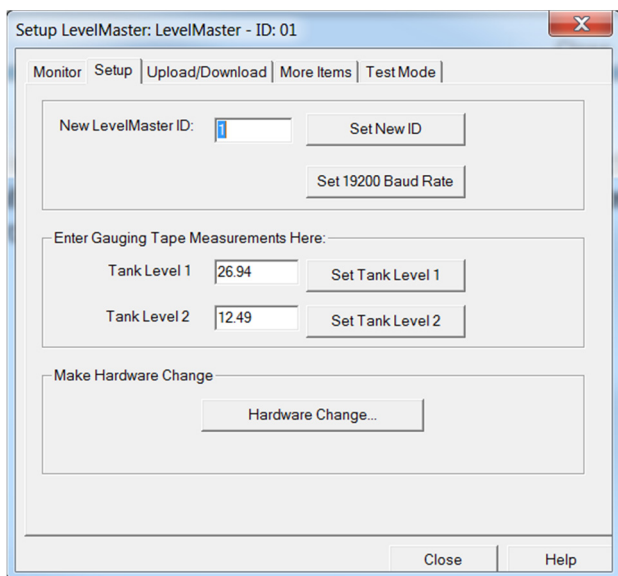 Setup LevelMaster: LevelMaster - ID: 01
Monitor Setup Upload/Download More Items Test Mode
New LevelMaster ID: 1 Set New ID
Set 19200 Baud Rate
Enter Gauging Tape Measurements Here:
Tank Level 1 26.94 Set Tank Level 1
Tank Level 2 12.49 Set Tank Level 2
Make Hardware Change
Hardware Change...
Close Help